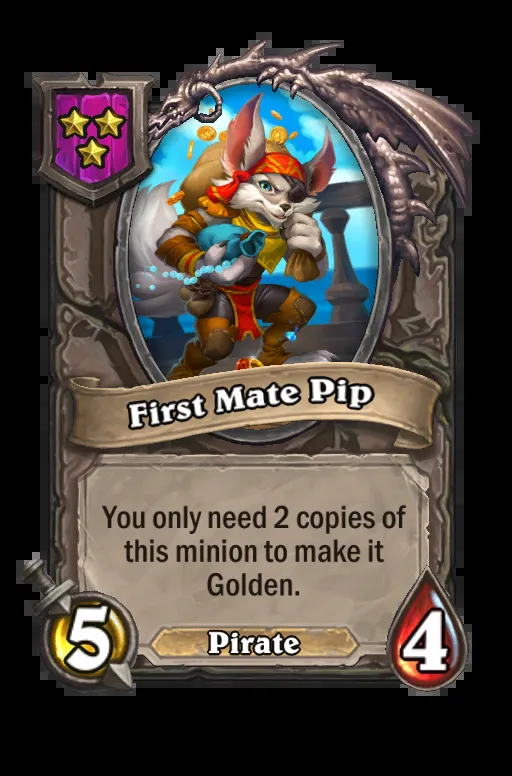 First Mate Pip
You only need 2 copies of
this minion to make it
Golden.
5
Pirate
4